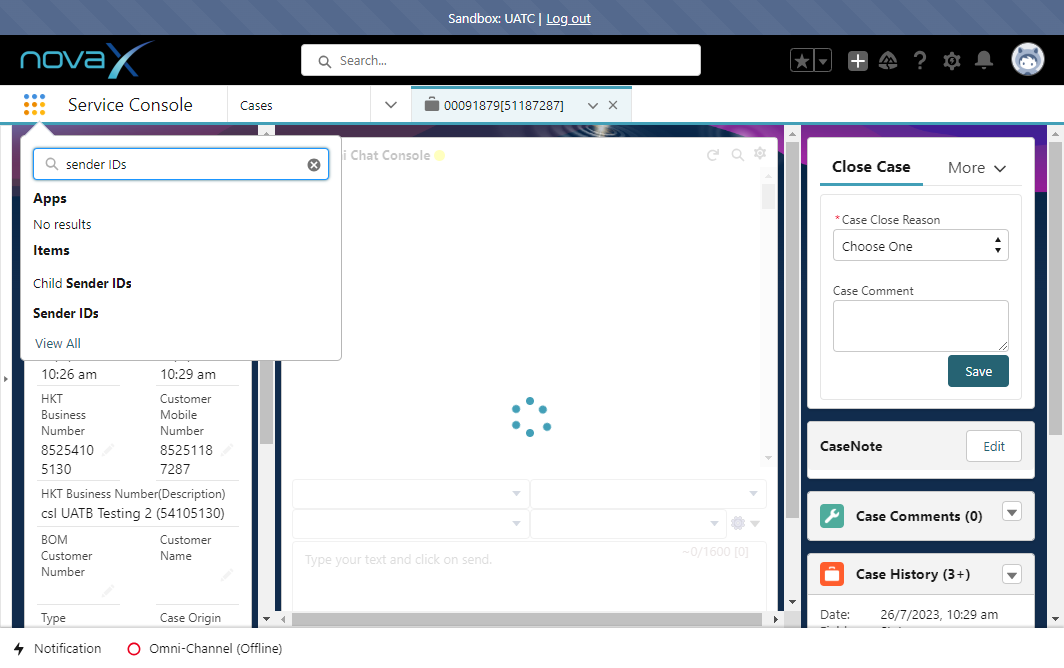 Sandbox: UATC | Log out
novaX
Search...
Service Console
Cases
00091879[51187287]
sender IDs
Apps
No results
Items
Child Sender IDs
Sender IDs
View All
i Chat Console
10:26 am
10:29 am
HKT
Business
Number
8525410
5130
Customer
Mobile
Number
8525118
7287
HKT Business Number(Description)
csl UATB Testing 2 (54105130)
BOM
Customer
Number
Customer
Name
Type
Case Origin
~0/1600 [0]
Type your text and click on send.
Close Case
More
* Case Close Reason
Choose One
Case Comment
Save
CaseNote
Edit
Case Comments (0)
Case History (3+)
Date:
26/7/2023, 10:29 am
Notification
Omni-Channel (Offline)